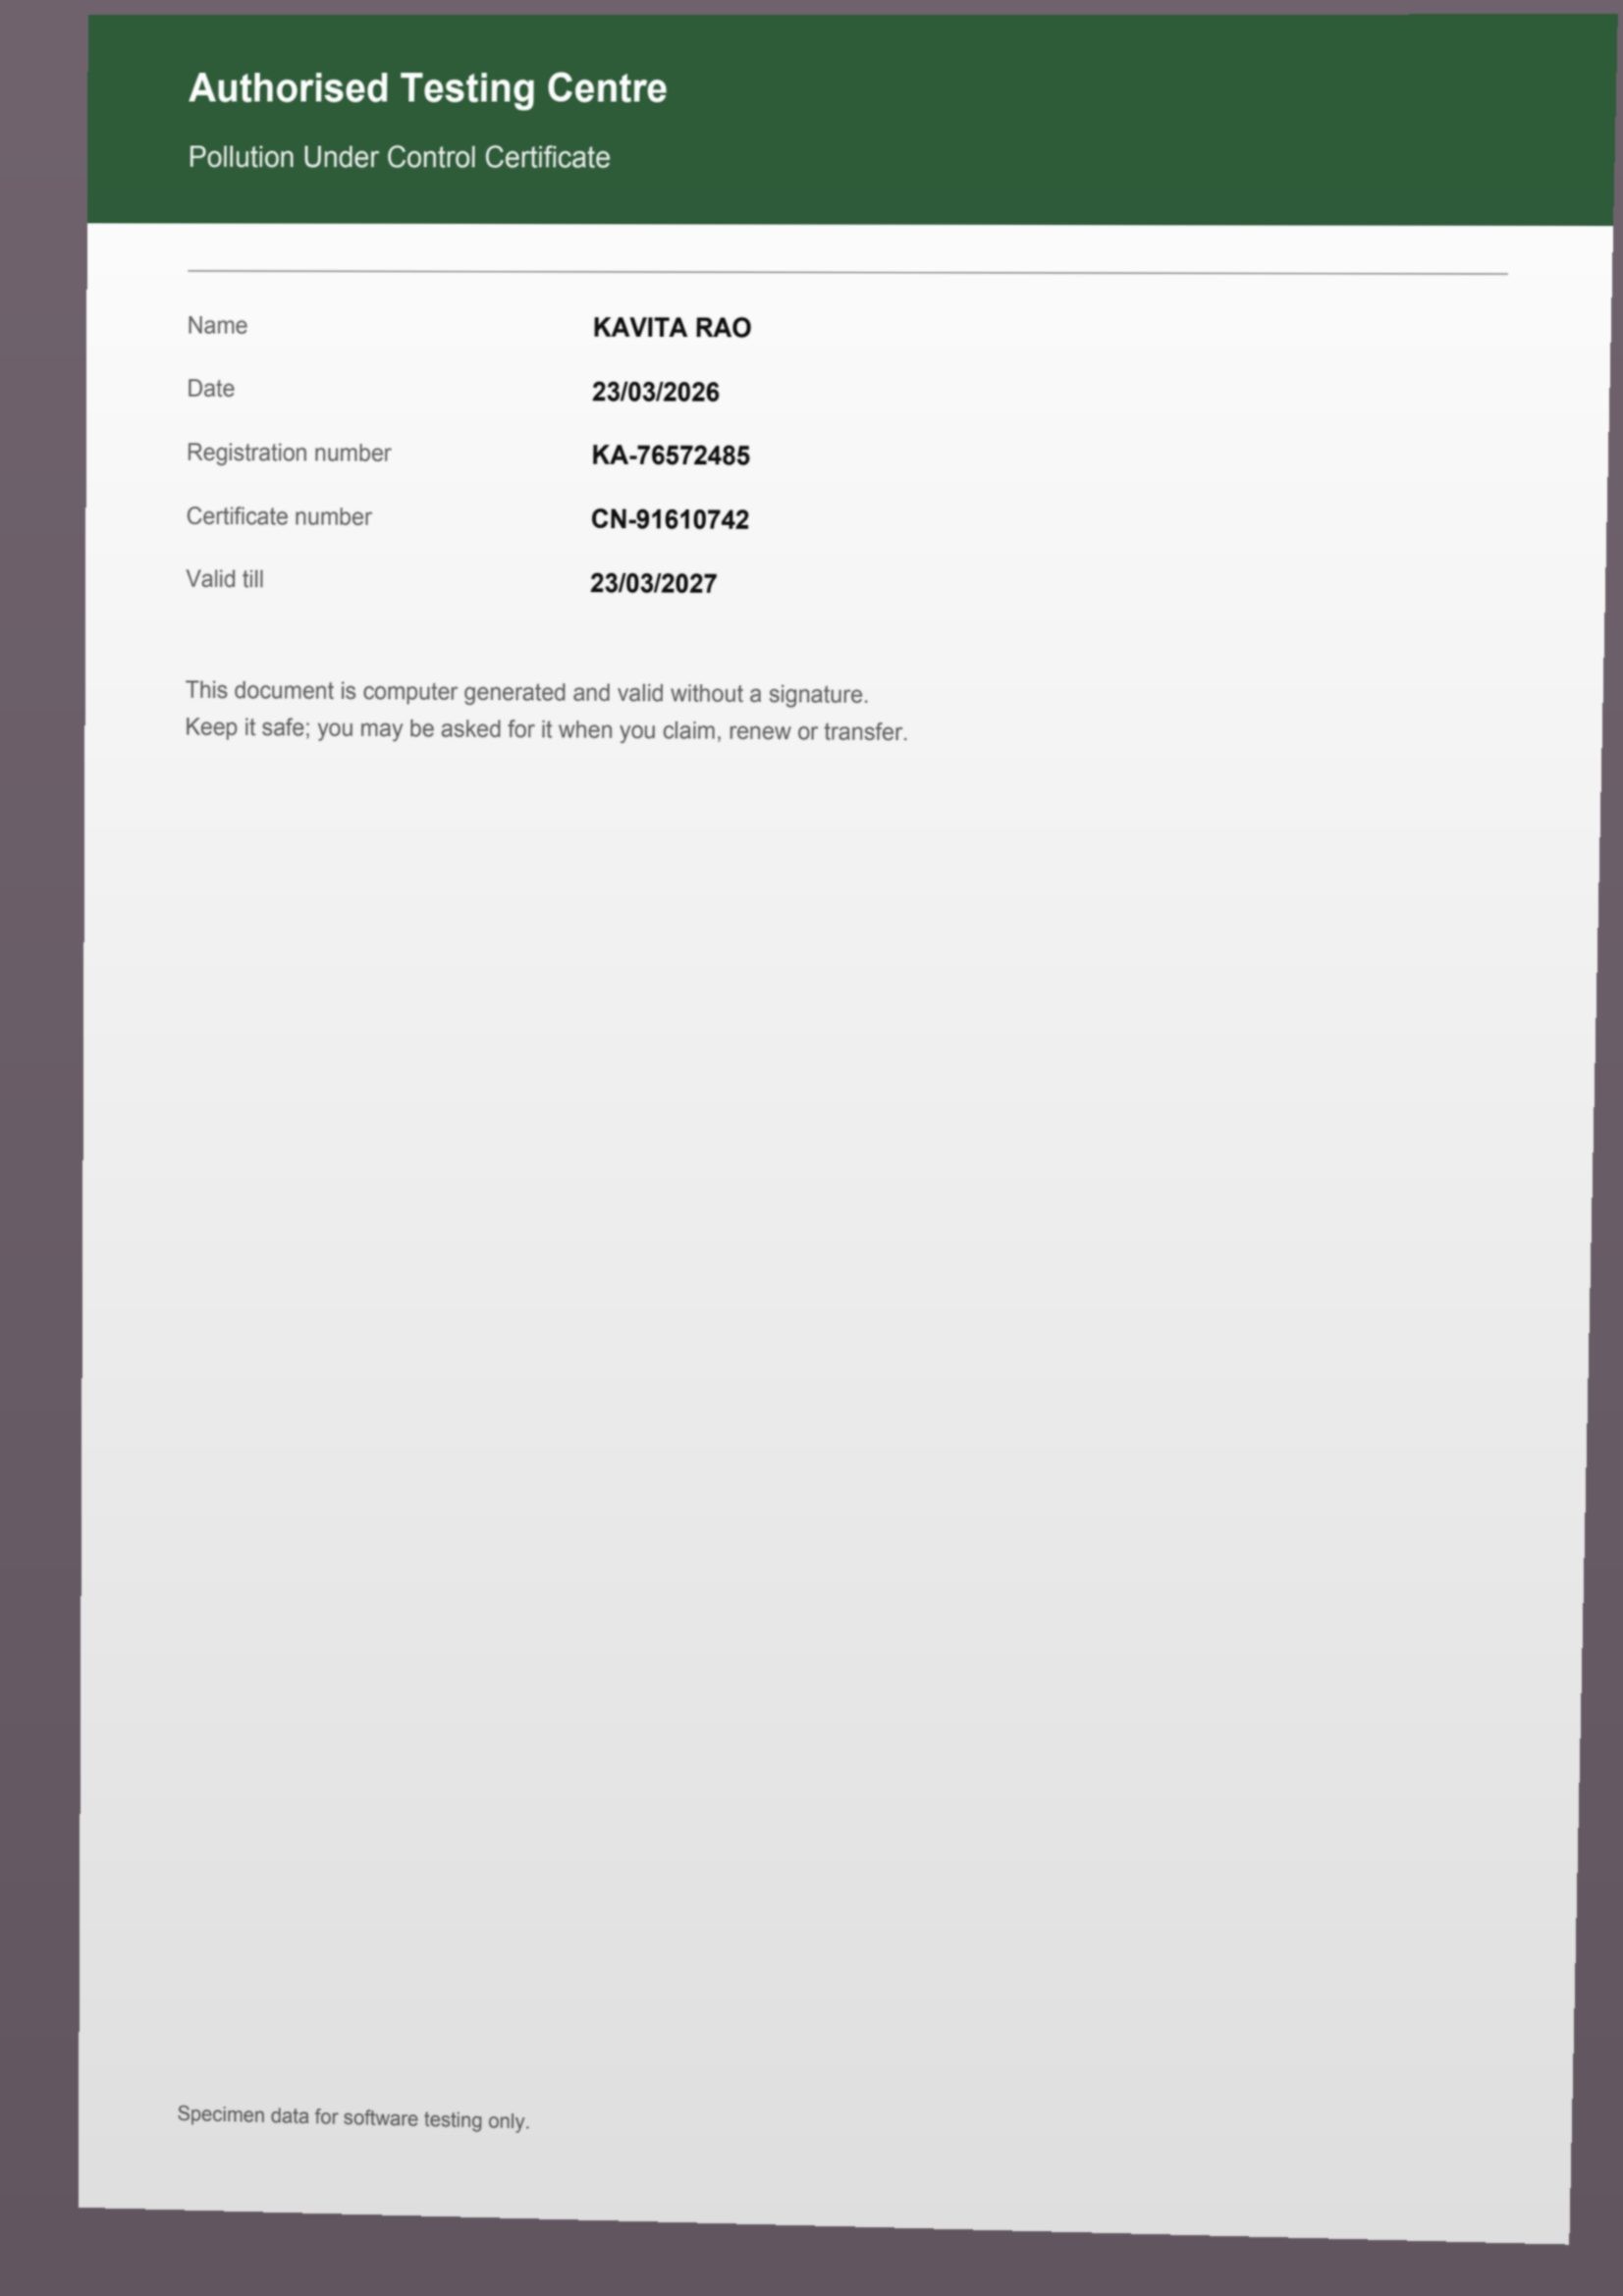 Authorised Testing Centre
Pollution Under Control Certificate
Name KAVITA RAO
Date 23/03/2026
Registration number KA-76572485
Certificate number CN-91610742
Valid till 23/03/2027
This document is computer generated and valid without a signature.
Keep it safe; you may be asked for it when you claim, renew or transfer.
Specimen data for software testing only.